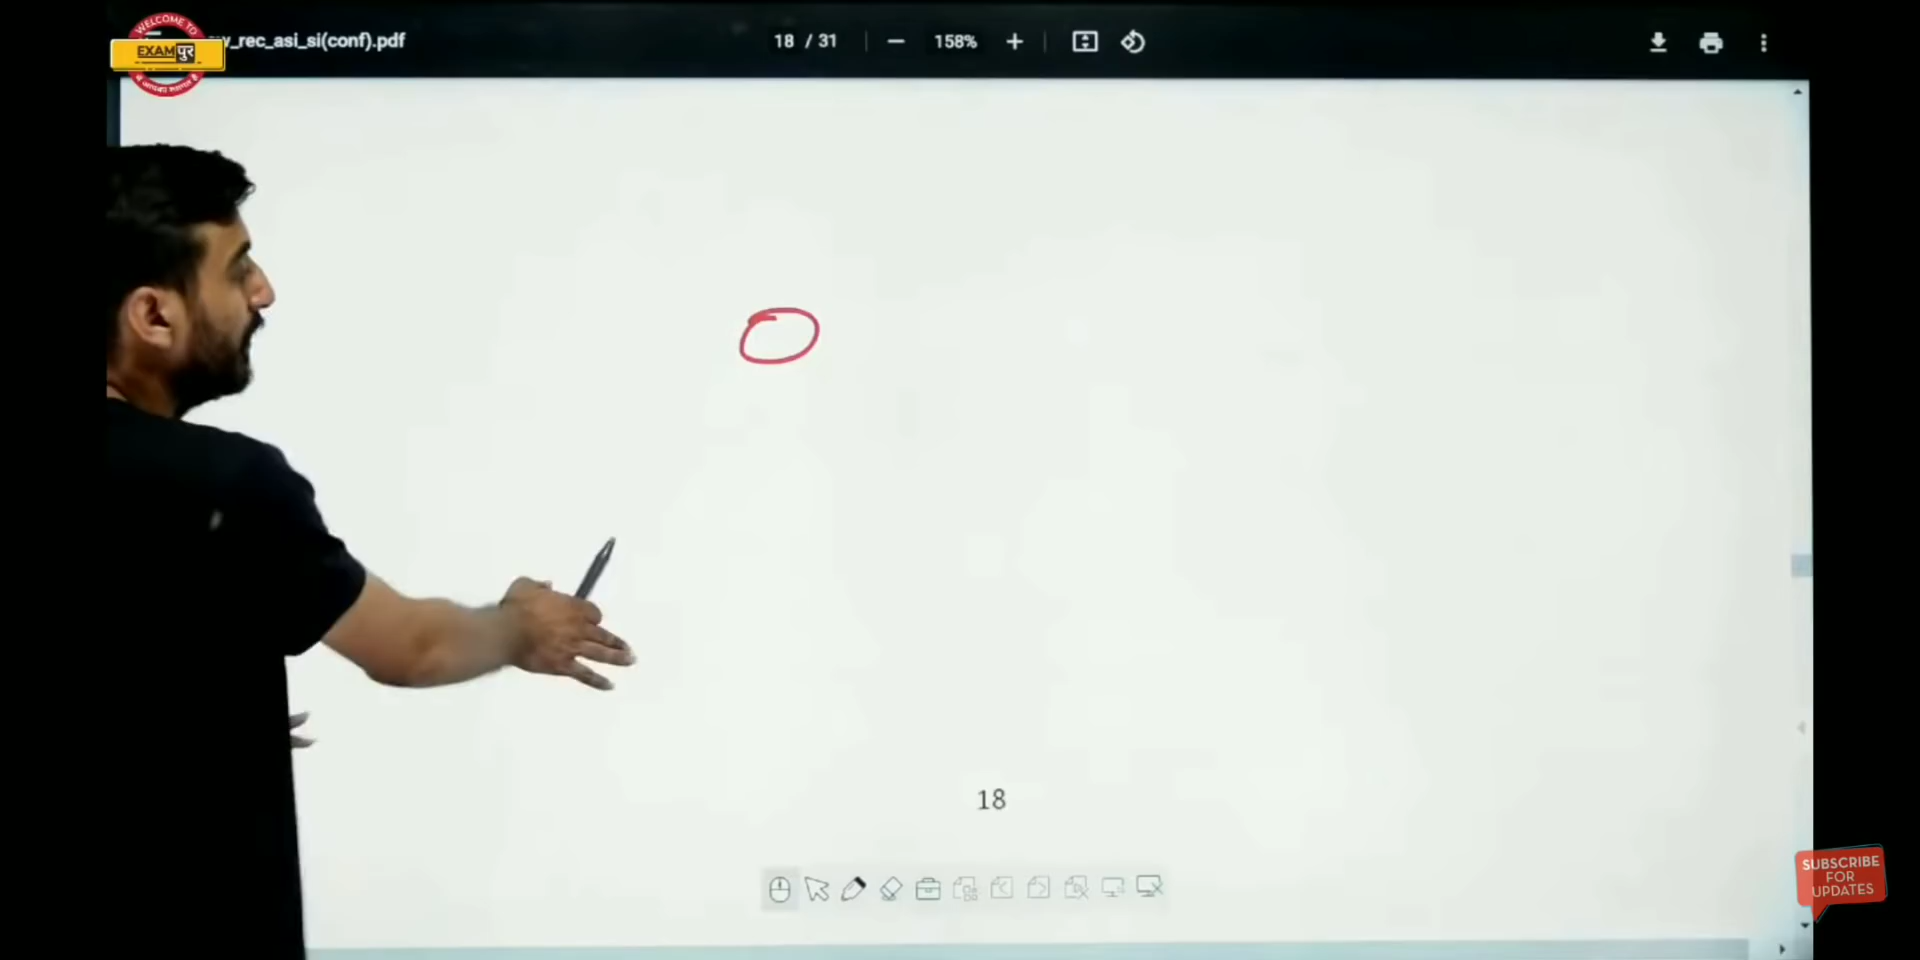 WELCOME TO
EXAMपुर
_rec_asi_si(conf).pdf
18 / 31
158%
18
SUBSCRIBE
FOR
UPDATES